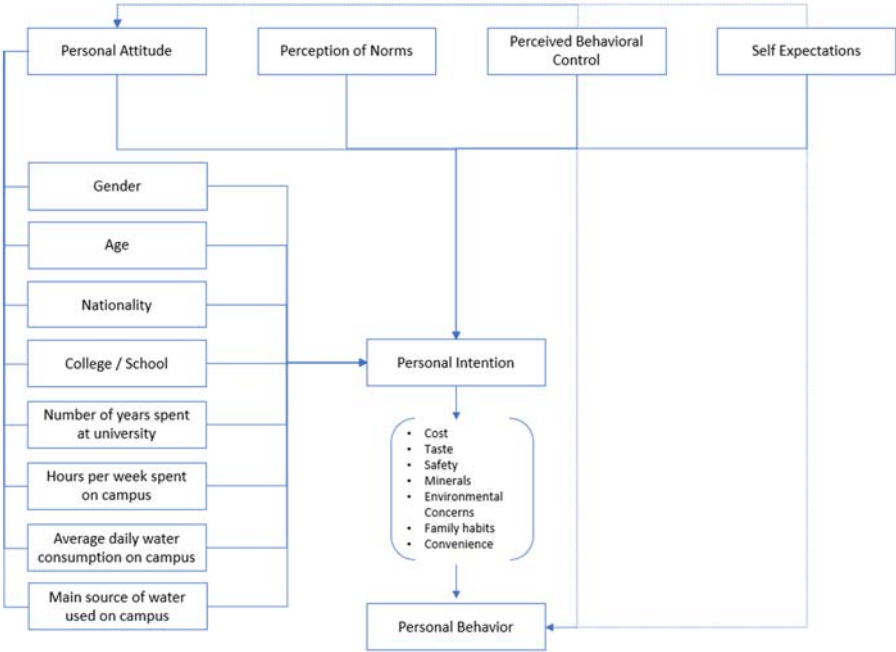 Personal Attitude
Perception of Norms
Perceived Behavioral
Control
Self Expectations
Gender
Age
Nationality
College / School
Number of years spent
at university
Hours per week spent
on campus
Average daily water
consumption on campus
Main source of water
used on campus
Personal Intention
• Cost
• Taste
• Safety
• Minerals
• Environmental
Concerns
• Family habits
• Convenience
Personal Behavior